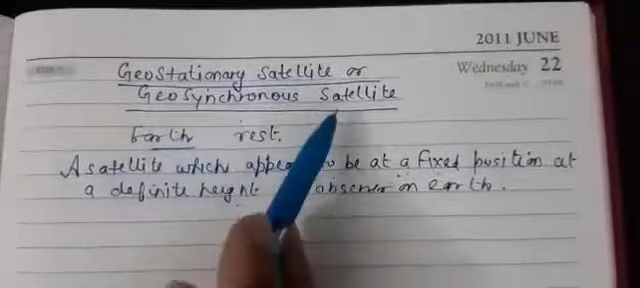 2011 JUNE
Wednesday 22
Geostationary Satellite or
Geosynchronous Satellite
Earth rest.
A satellite which appea be at a fixed position at
a definite height observer on earth.